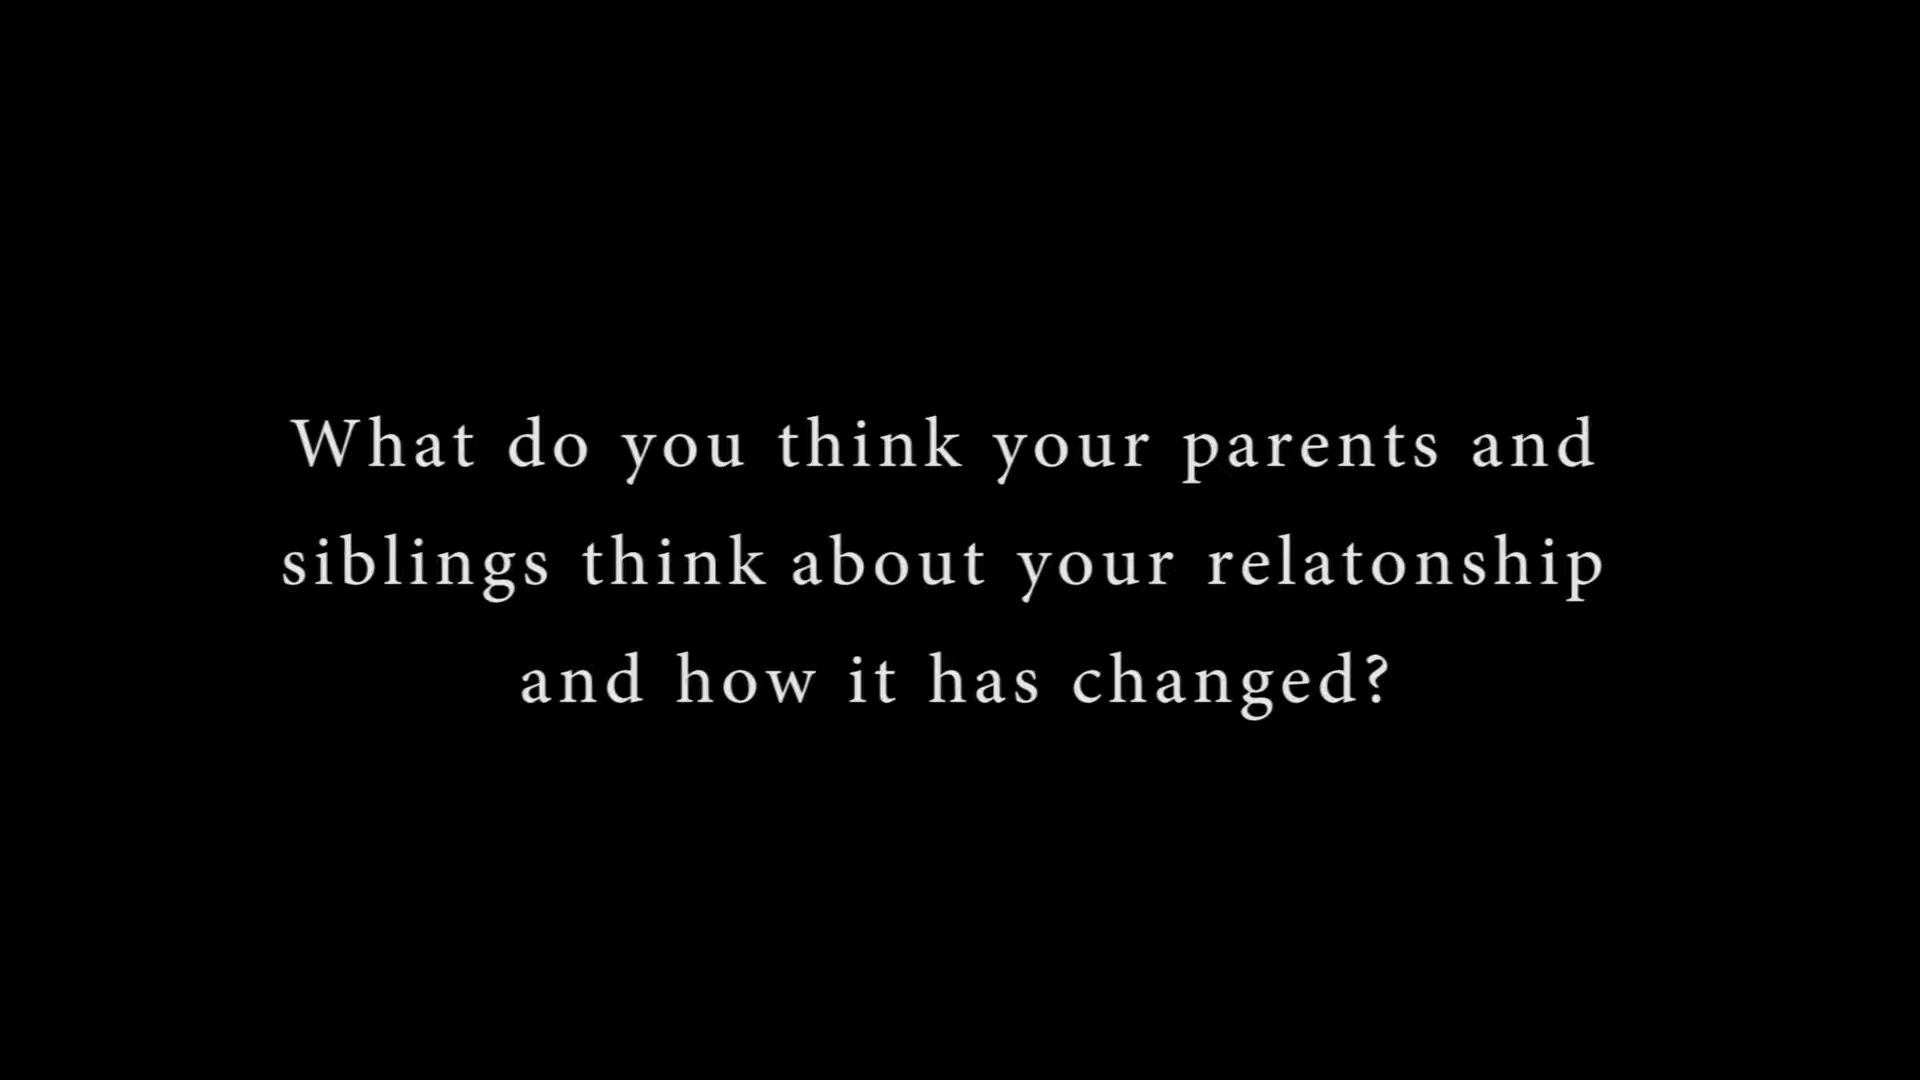 What do you think your parents and
siblings think about your relatonship
and how it has changed?